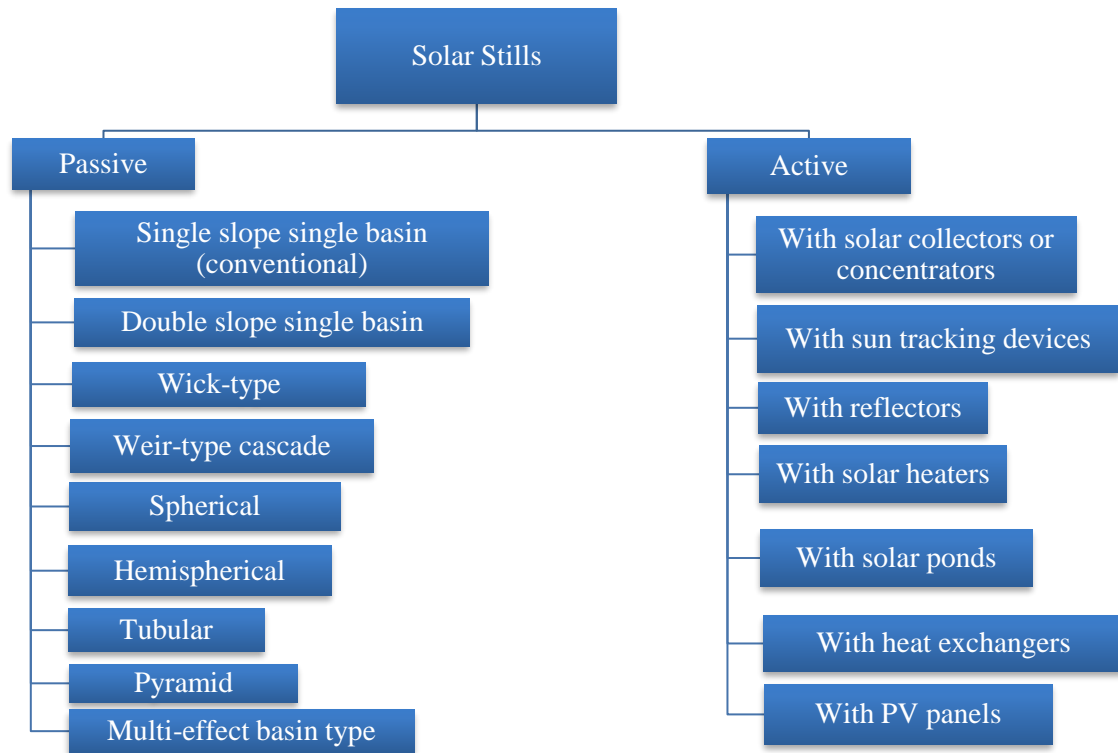 Solar Stills
Passive
Single slope single basin
(conventional)
Double slope single basin
Wick-type
Weir-type cascade
Spherical
Hemispherical
Tubular
Pyramid
Multi-effect basin type
Active
With solar collectors or
concentrators
With sun tracking devices
With reflectors
With solar heaters
With solar ponds
With heat exchangers
With PV panels